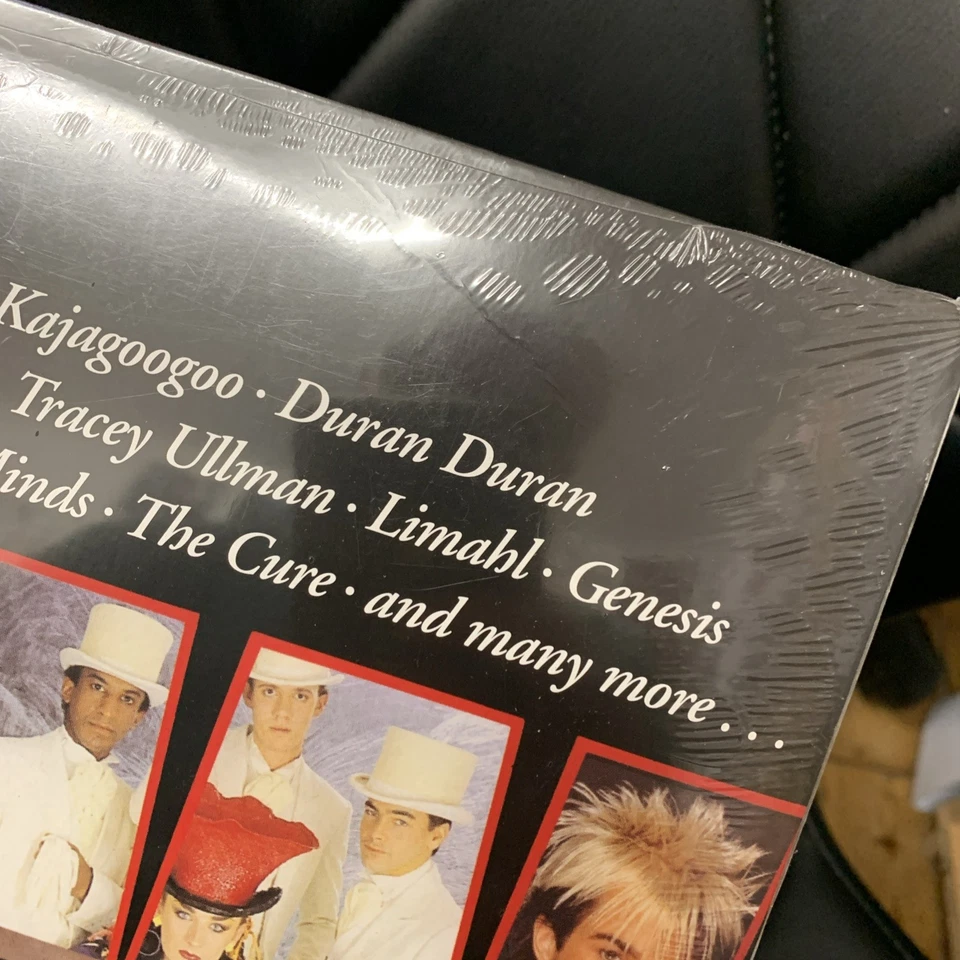 Kajagoogoo · Duran Duran
Tracey Ullman · Limahl · Genesis
· The Cure · and many more...